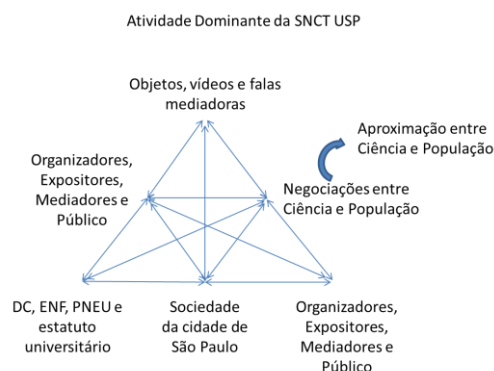 Atividade Dominante da SNCT USP
Objetos, vídeos e falas
mediadoras
Aproximação entre
Ciência e População
Organizadores,
Expositores,
Mediadores e
Público
Negociações entre
Ciência e População
DC, ENF, PNEU e
estatuto
universitário
Sociedade
da cidade de
São Paulo
Organizadores,
Expositores,
Mediadores e
Público